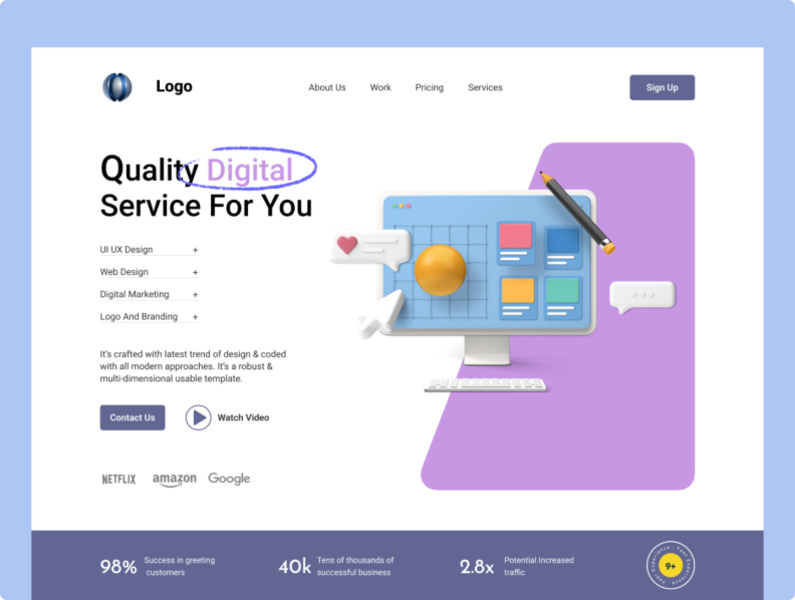 Logo
About Us
Work
Pricing
Services
Sign Up
Quality Digital
Service For You
UI UX Design +
Web Design +
Digital Marketing +
Logo And Branding +
It's crafted with latest trend of design & coded
with all modern approaches. It's a robust &
multi-dimensional usable template.
Contact Us
Watch Video
NETFLIX
amazon
Google
98%
Success in greeting
customers
40k
Tens of thousands of
successful business
2.8x
Potential Increased
traffic
9+